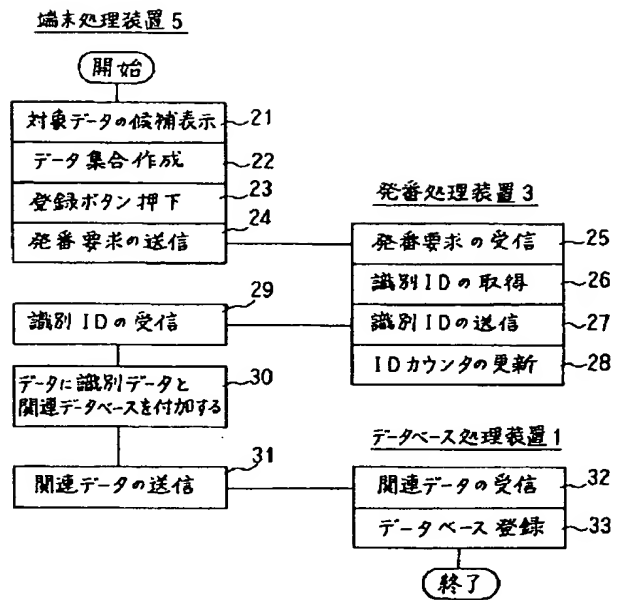 端末処理装置5
開始
対象データの候補表示
21
データ集合作成
22
登録ボタン押下
23
発番要求の送信
24
発番処理装置3
発番要求の受信
25
識別IDの取得
26
識別IDの送信
27
IDカウンタの更新
28
識別IDの受信
29
データに識別データと
関連データベースを付加する
30
関連データの送信
31
データベース処理装置1
関連データの受信
32
データベース登録
33
終了